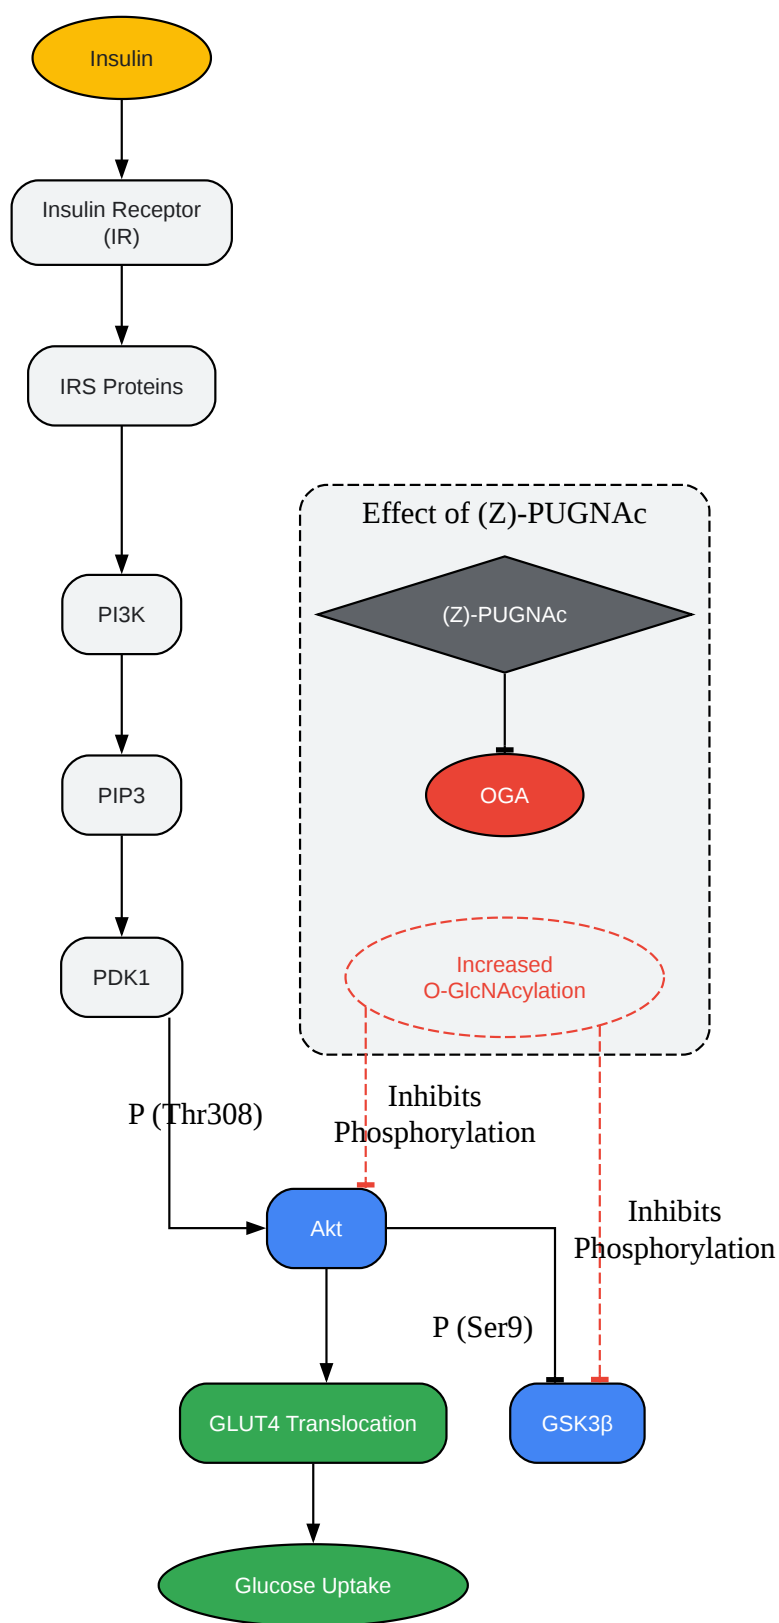 Insulin
Insulin Receptor
(IR)
IRS Proteins
Effect of (Z)-PUGNAc
(Z)-PUGNAc
PI3K
PIP3
OGA
PDK1
Increased
O-GlcNAcylation
P (Thr308)
Inhibits
Phosphorylation
Akt
Inhibits
Phosphorylation
P (Ser9)
GLUT4 Translocation
GSK3β
Glucose Uptake